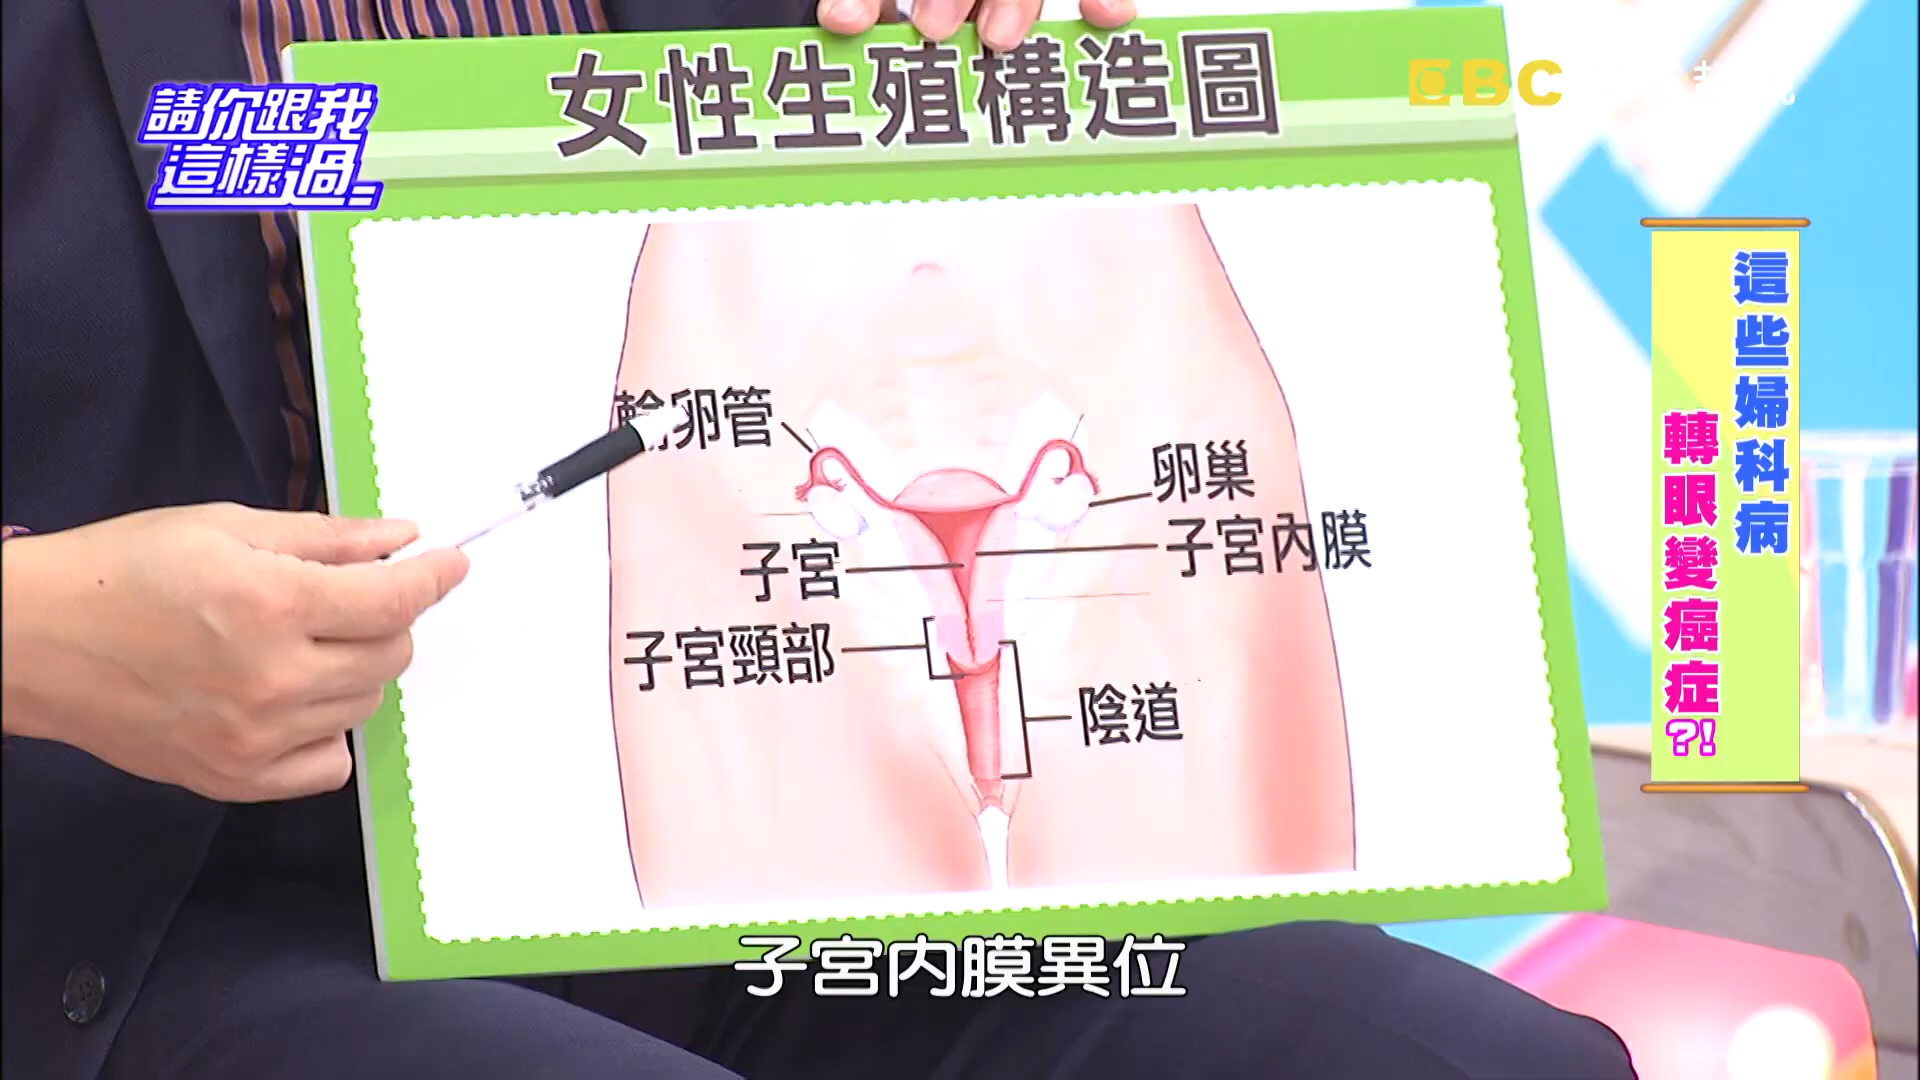 女性生殖構造圖
請你跟我
這樣過
EBC
這些婦科病
轉眼變癌症?!
輸卵管
卵巢
子宮
子宮內膜
子宮頸部
陰道
子宮內膜異位